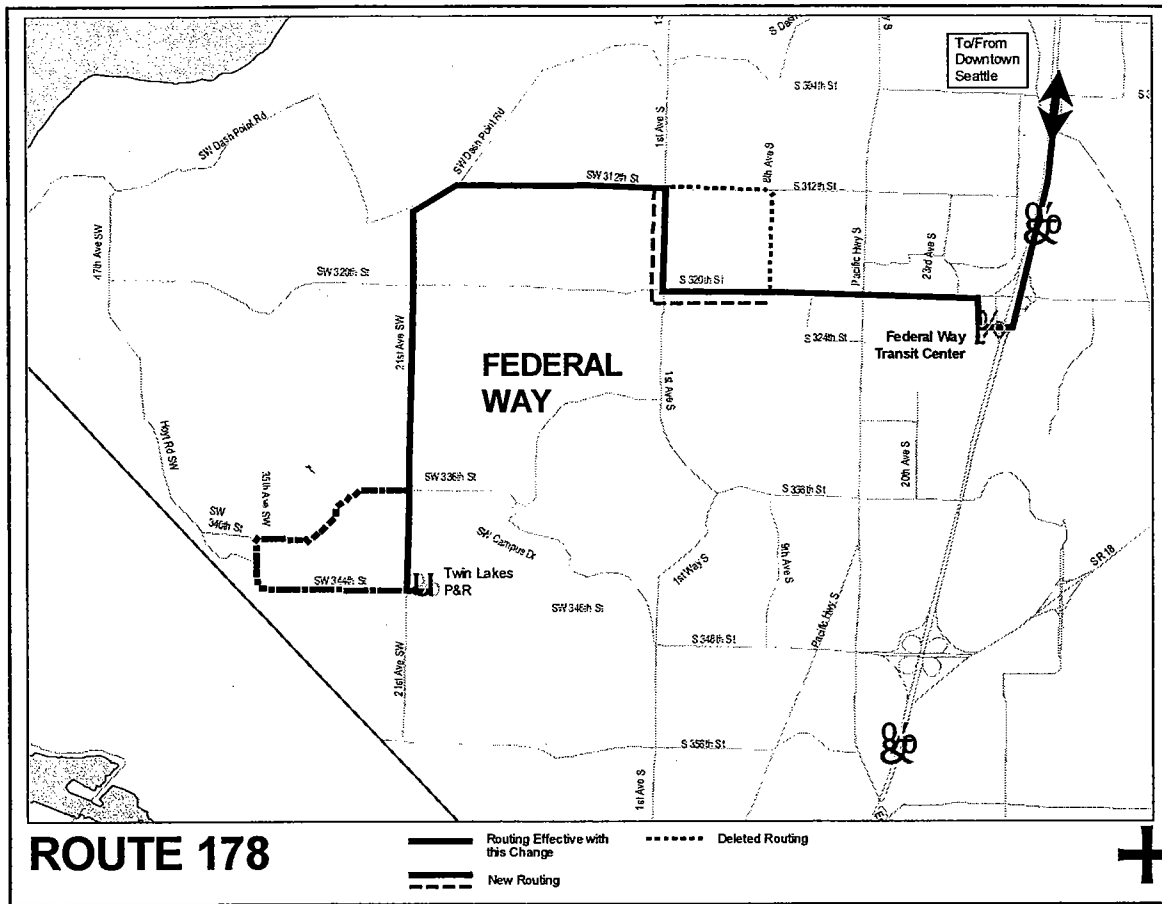 To/From
Downtown
Seattle
S 304th St
SW Dash Point Rd
SW Dash Point Rd
1st Ave S
8th Ave S
SW 312th St
S 312th St
47th Ave SW
SW 320th St
S 320th St
Pacific Hwy S
23rd Ave S
21st Ave SW
FEDERAL
WAY
S 324th St
Federal Way
Transit Center
1st Ave S
Hoyt Rd SW
35th Ave SW
SW 336th St
S 336th St
20th Ave S
SW
340th St
SW Campus Dr
1st Way S
9th Ave S
SR 18
SW 344th St
Twin Lakes
P&R
SW 348th St
S 348th St
Pacific Hwy. S
21st Ave SW
S 356th St
1st Ave S
ROUTE 178
Routing Effective with
this Change
Deleted Routing
New Routing